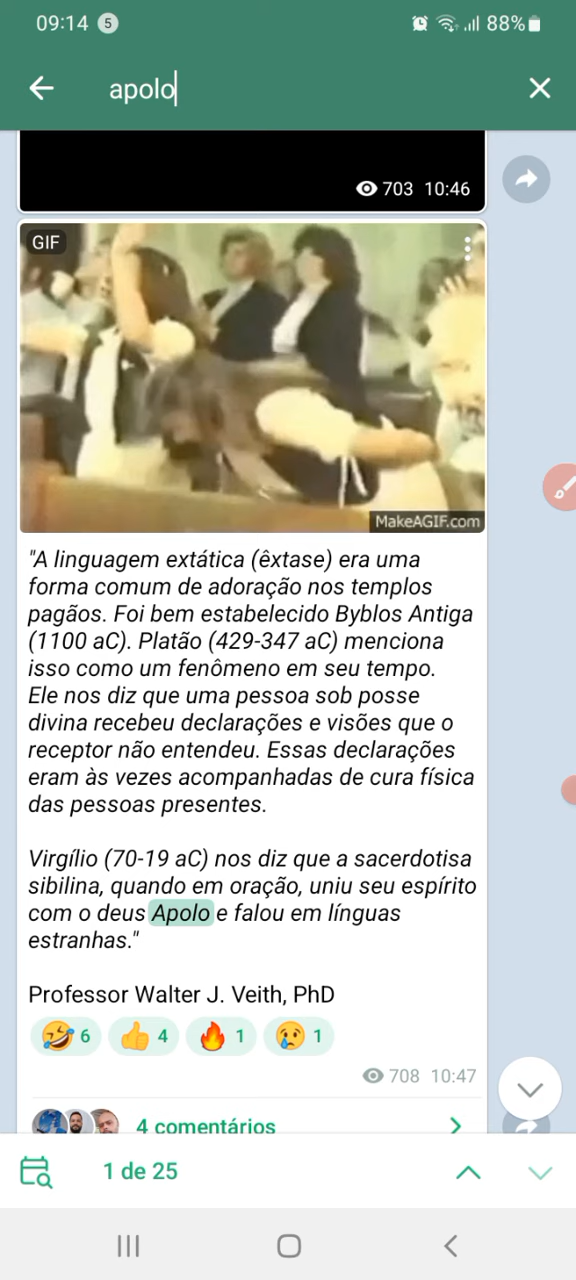 09:14 5 88%
apolo
703 10:46
GIF
MakeAGIF.com
"A linguagem extática (êxtase) era uma
forma comum de adoração nos templos
pagãos. Foi bem estabelecido Byblos Antiga
(1100 aC). Platão (429-347 aC) menciona
isso como um fenômeno em seu tempo.
Ele nos diz que uma pessoa sob posse
divina recebeu declarações e visões que o
receptor não entendeu. Essas declarações
eram às vezes acompanhadas de cura física
das pessoas presentes.
Virgílio (70-19 aC) nos diz que a sacerdotisa
sibilina, quando em oração, uniu seu espírito
com o deus Apolo e falou em línguas
estranhas."
Professor Walter J. Veith, PhD
🤣 6 👍 4 🔥 1 😢 1
708 10:47
4 comentários
1 de 25